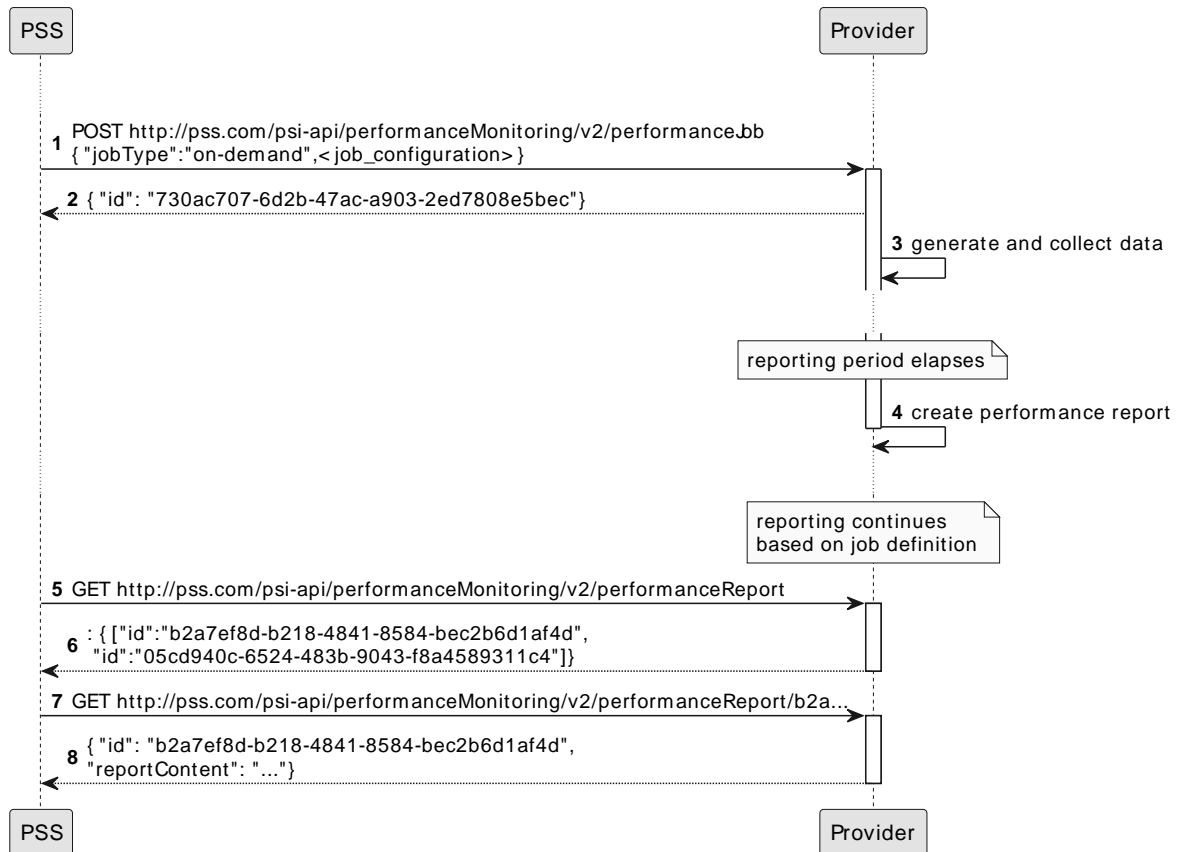 PSS
Provider
1 POST http://pss.com/psi-api/performanceMonitoring/v2/performanceJob
{ "jobType":"on-demand",<job_configuration>}
2 { "id": "730ac707-6d2b-47ac-a903-2ed7808e5bec"}
3 generate and collect data
reporting period elapses
4 create performance report
reporting continues
based on job definition
5 GET http://pss.com/psi-api/performanceMonitoring/v2/performanceReport
6 : { ["id":"b2a7ef8d-b218-4841-8584-bec2b6d1af4d",
"id":"05cd940c-6524-483b-9043-f8a4589311c4"]}
7 GET http://pss.com/psi-api/performanceMonitoring/v2/performanceReport/b2a...
8 { "id": "b2a7ef8d-b218-4841-8584-bec2b6d1af4d",
"reportContent": "..."}
PSS
Provider